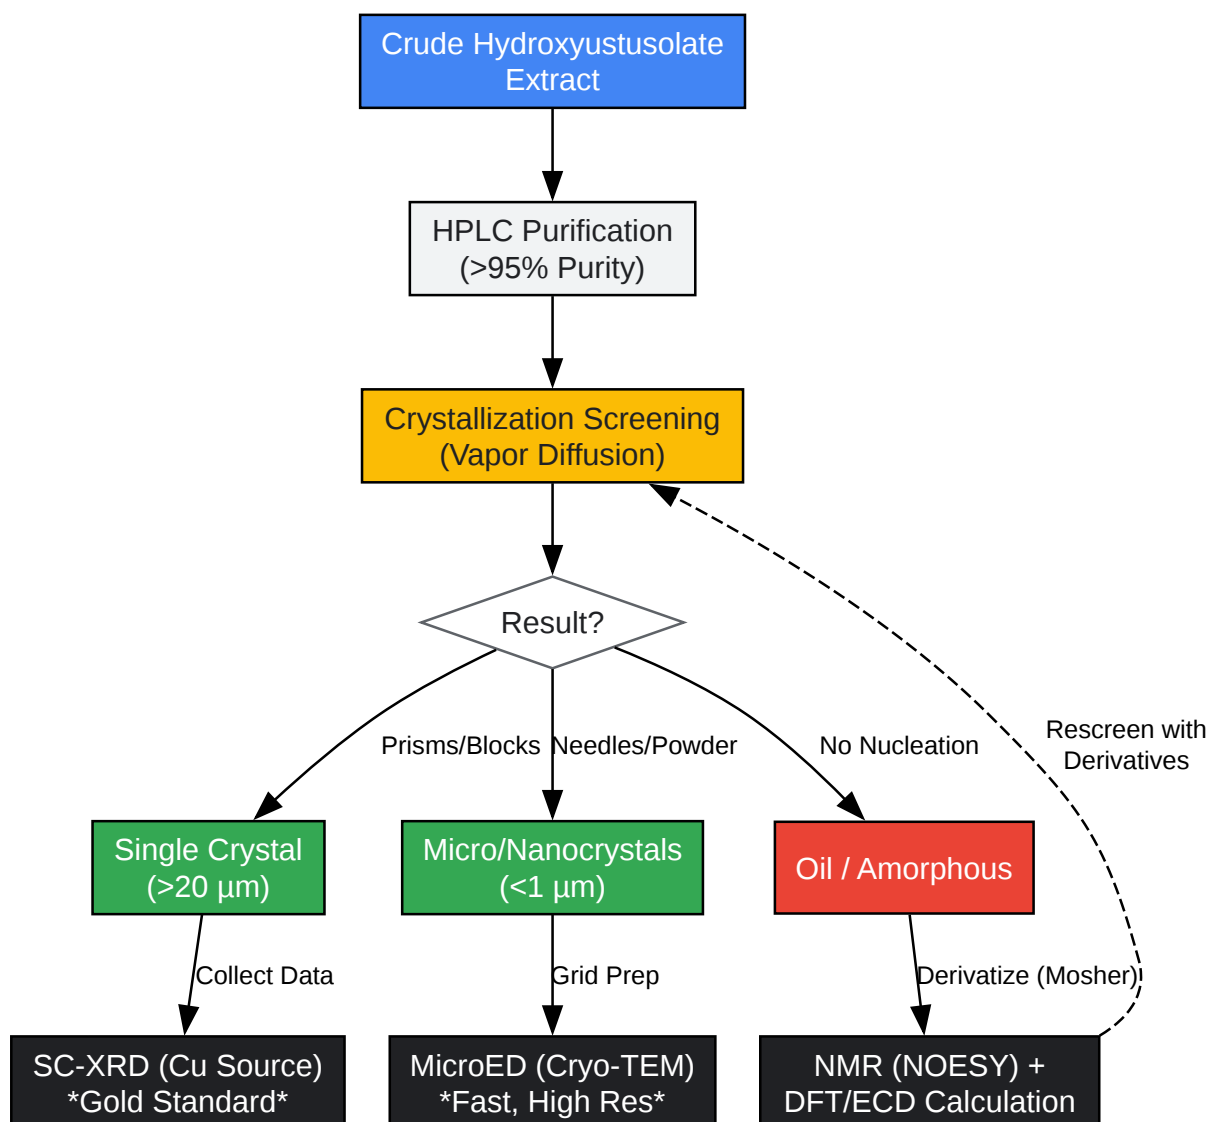 Crude Hydroxyustusolate
Extract
HPLC Purification
(>95% Purity)
Crystallization Screening
(Vapor Diffusion)
Result?
Prisms/Blocks
Needles/Powder
No Nucleation
Rescreen with
Derivatives
Single Crystal
(>20 µm)
Micro/Nanocrystals
(<1 µm)
Oil / Amorphous
Collect Data
Grid Prep
Derivatize (Mosher)
SC-XRD (Cu Source)
*Gold Standard*
MicroED (Cryo-TEM)
*Fast, High Res*
NMR (NOESY) +
DFT/ECD Calculation